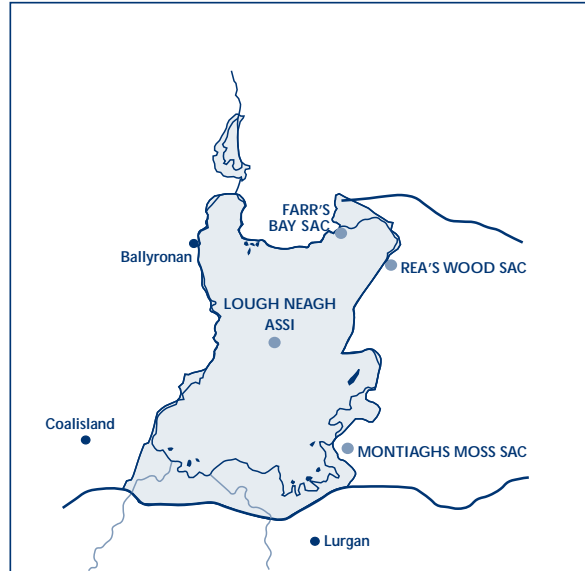 FARR'S
BAY SAC
Ballyronan
REA'S WOOD SAC
LOUGH NEAGH
ASSI
Coalisland
MONTIAGHS MOSS SAC
Lurgan